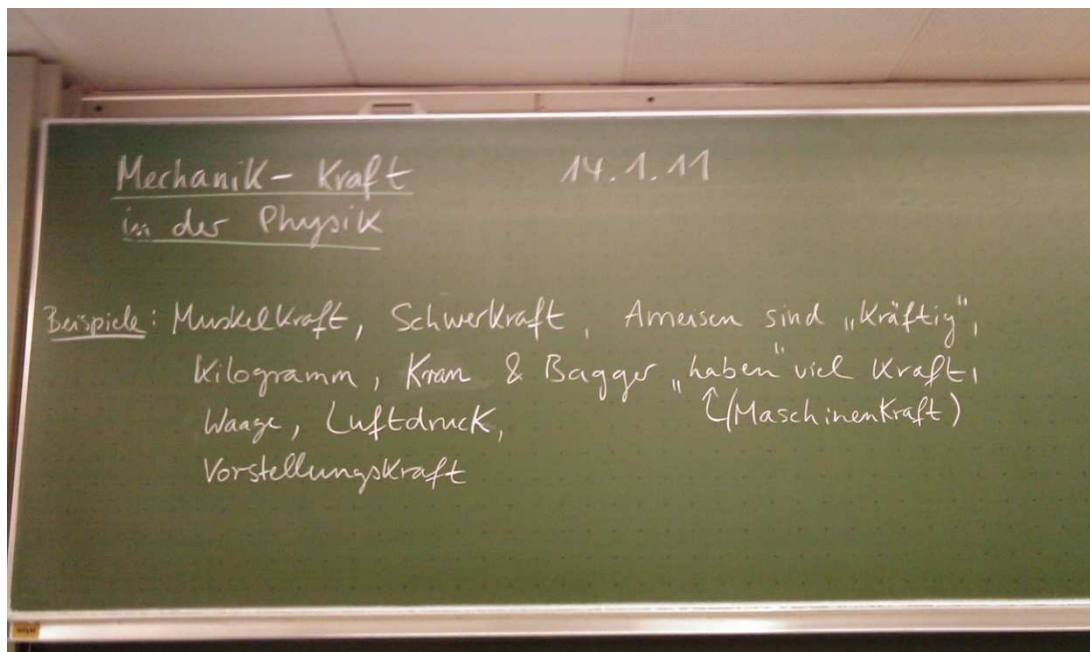 Mechanik - Kraft 14.1.11
in der Physik
Beispiele: Muskelkraft, Schwerkraft, Ameisen sind „kräftig",
Kilogramm, Kran & Bagger „haben" viel Kraft,
Waage, Luftdruck, (Maschinenkraft)
Vorstellungskraft